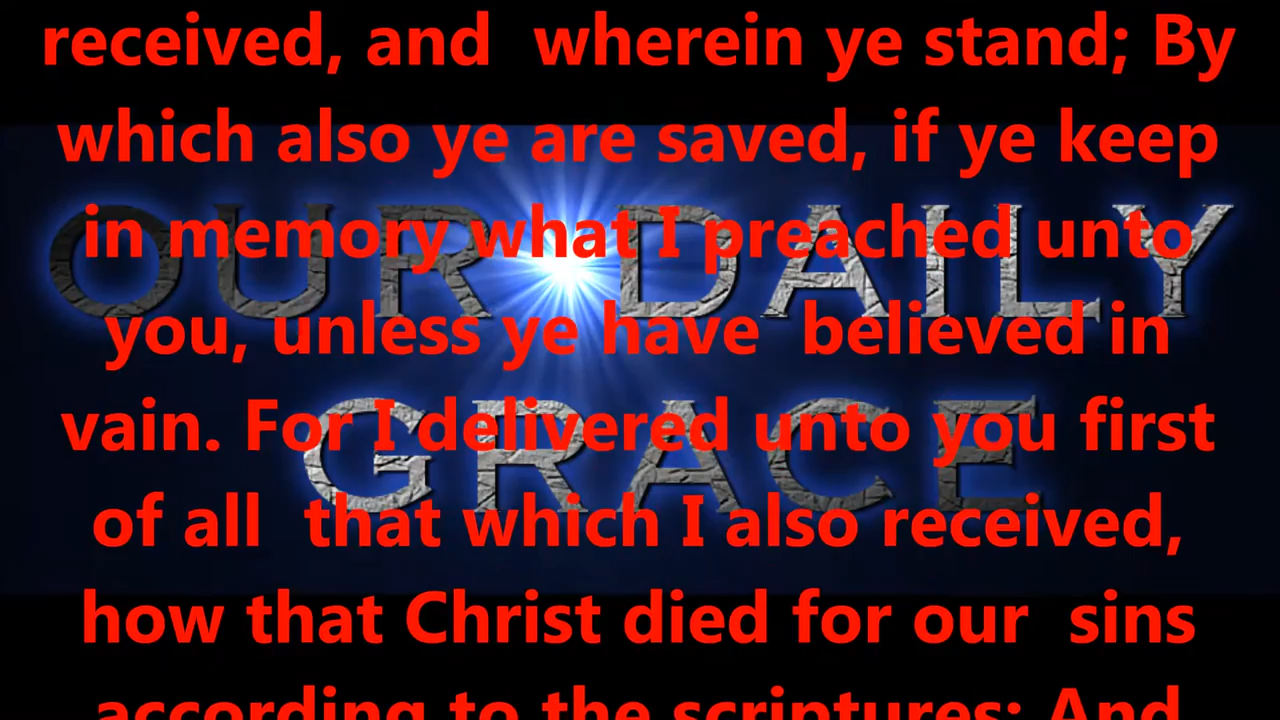 received, and wherein ye stand; By
which also ye are saved, if ye keep
in memory what I preached unto
you, unless ye have believed in
vain. For I delivered unto you first
of all that which I also received,
how that Christ died for our sins
according to the scriptures; And
OUR DAILY
GRACE